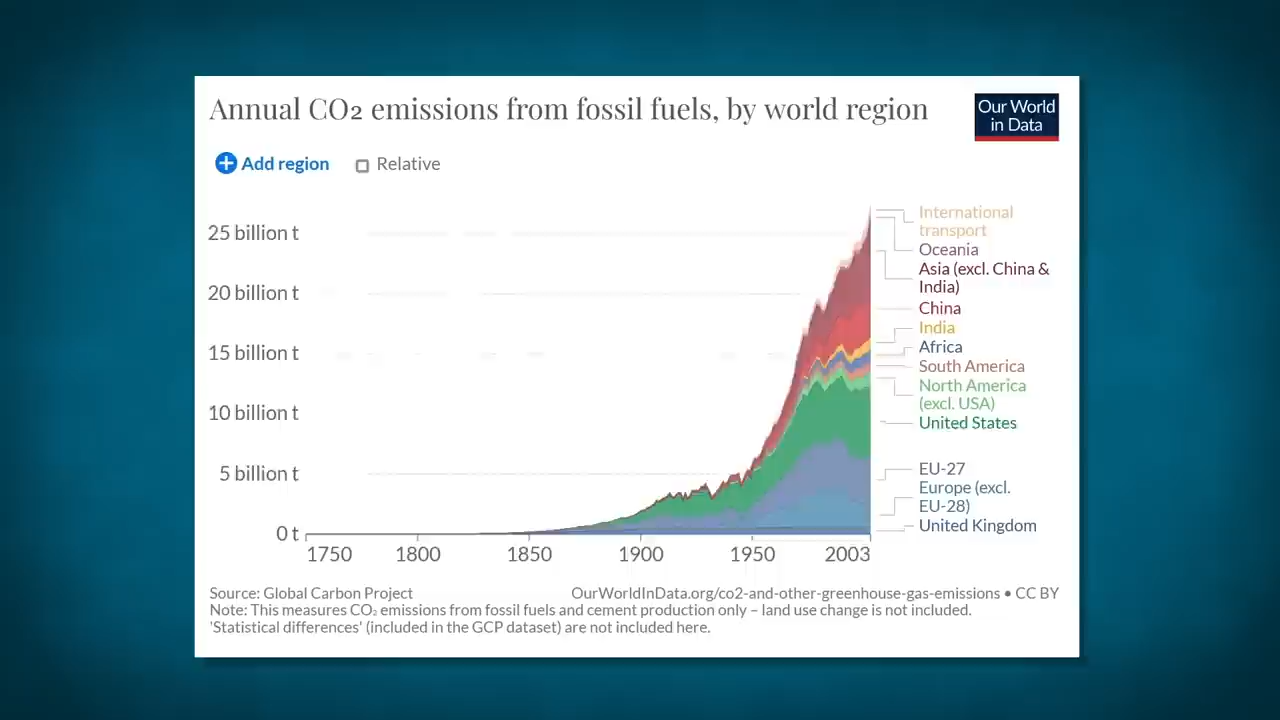 Annual CO₂ emissions from fossil fuels, by world region
Our World
in Data
Add region
Relative
25 billion t
20 billion t
15 billion t
10 billion t
5 billion t
0 t
1750 1800 1850 1900 1950 2003
International
transport
Oceania
Asia (excl. China &
India)
China
India
Africa
South America
North America
(excl. USA)
United States
EU-27
Europe (excl.
EU-28)
United Kingdom
Source: Global Carbon Project
OurWorldInData.org/co2-and-other-greenhouse-gas-emissions • CC BY
Note: This measures CO₂ emissions from fossil fuels and cement production only – land use change is not included.
'Statistical differences' (included in the GCP dataset) are not included here.